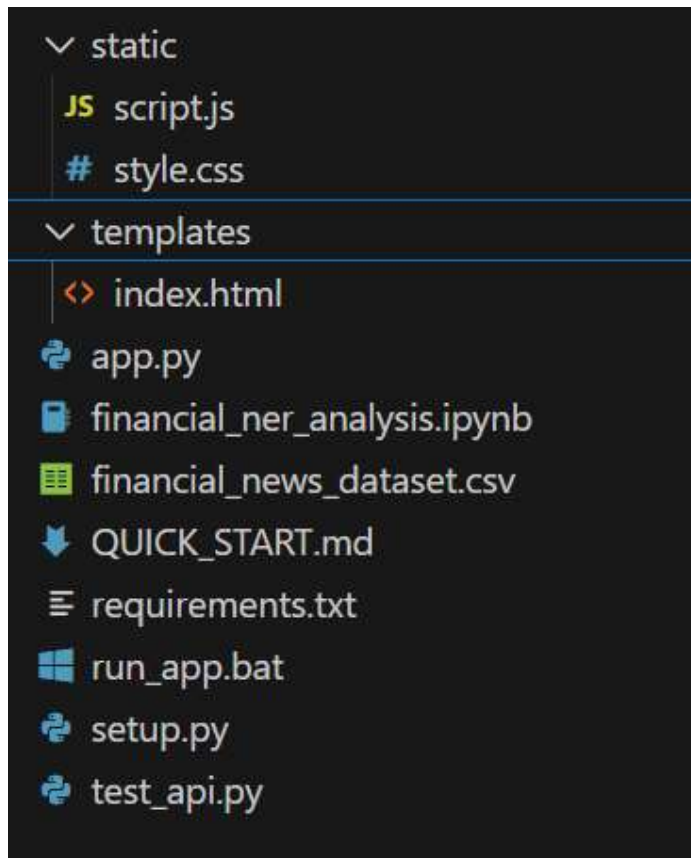 static
JS script.js
# style.css
templates
<> index.html
app.py
financial_ner_analysis.ipynb
financial_news_dataset.csv
QUICK_START.md
requirements.txt
run_app.bat
setup.py
test_api.py